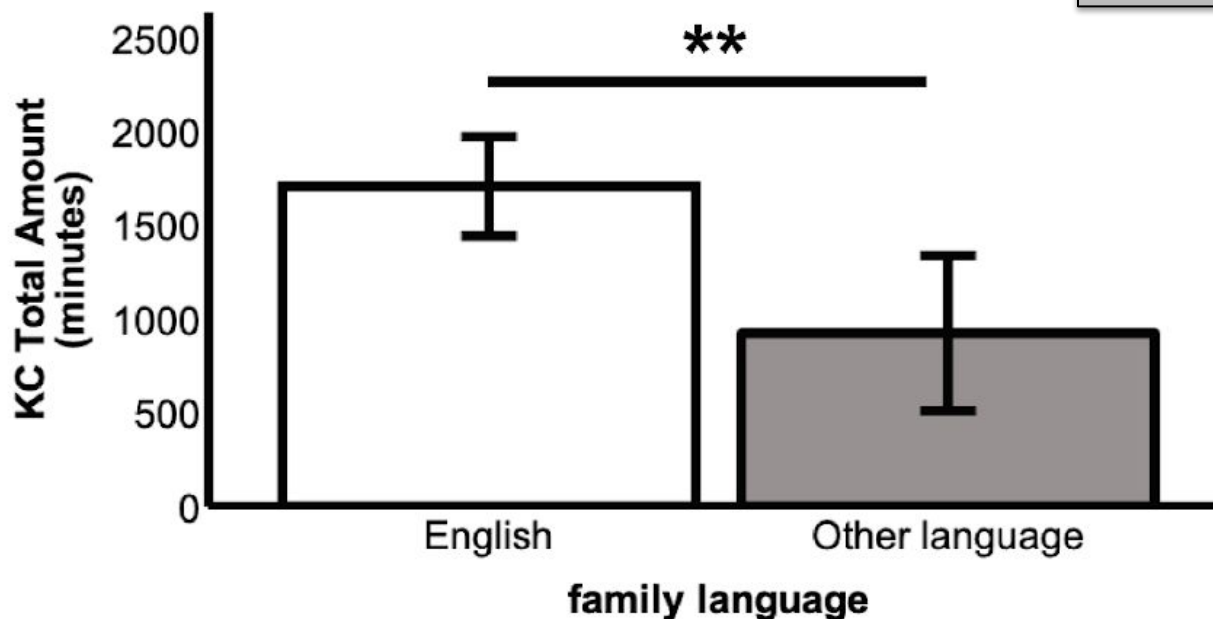 **
2500
2000
1500
1000
500
0
KC Total Amount
(minutes)
English
Other language
family language